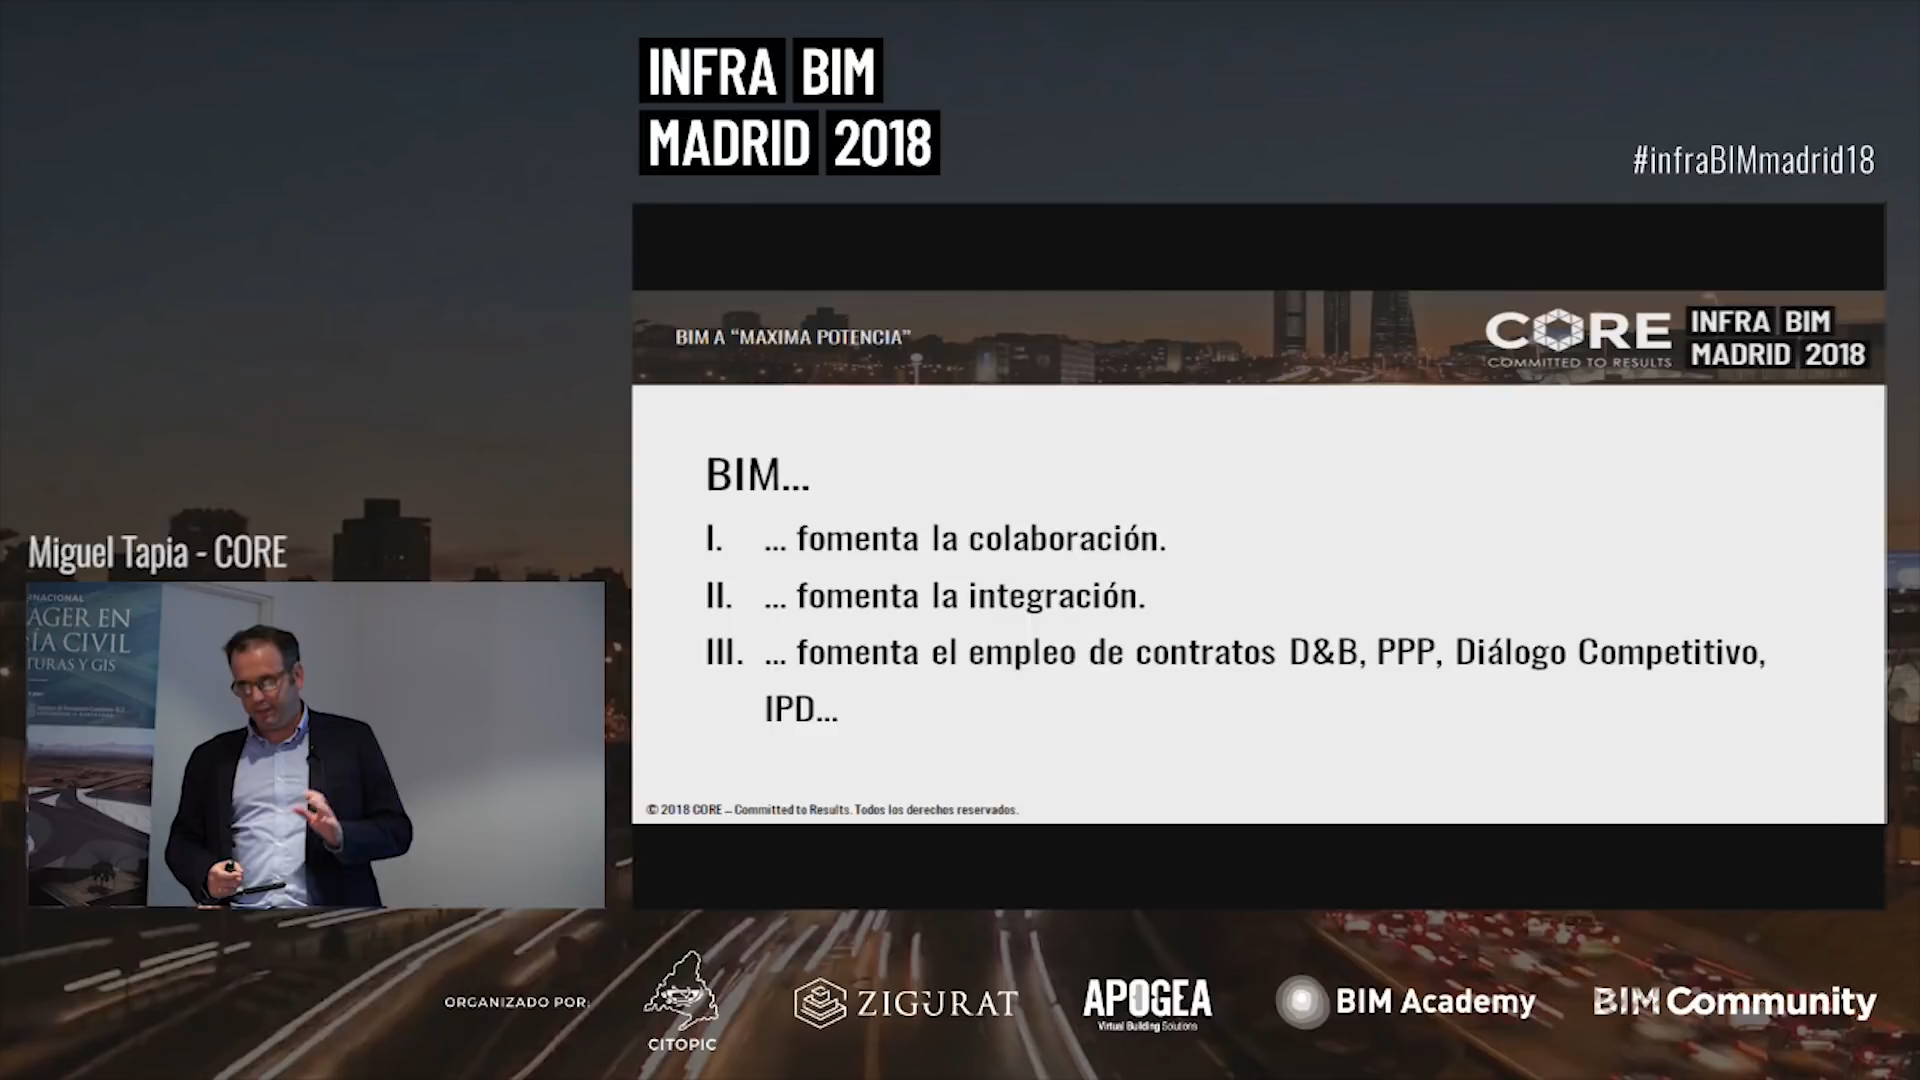 INFRA BIM
MADRID 2018
#infraBIMmadrid18
BIM A “MAXIMA POTENCIA”
CORE
COMMITTED TO RESULTS
INFRA BIM
MADRID 2018
BIM...
I. ... fomenta la colaboración.
II. ... fomenta la integración.
III. ... fomenta el empleo de contratos D&B, PPP, Diálogo Competitivo,
IPD...
© 2018 CORE – Committed to Results. Todos los derechos reservados.
Miguel Tapia - CORE
RNACIONAL
AGER EN
ÍA CIVIL
TURAS Y GIS
ORGANIZADO POR:
CITOPIC
ZIGURAT
APOGEA
Virtual Building Solutions
BIM Academy
BIMCommunity